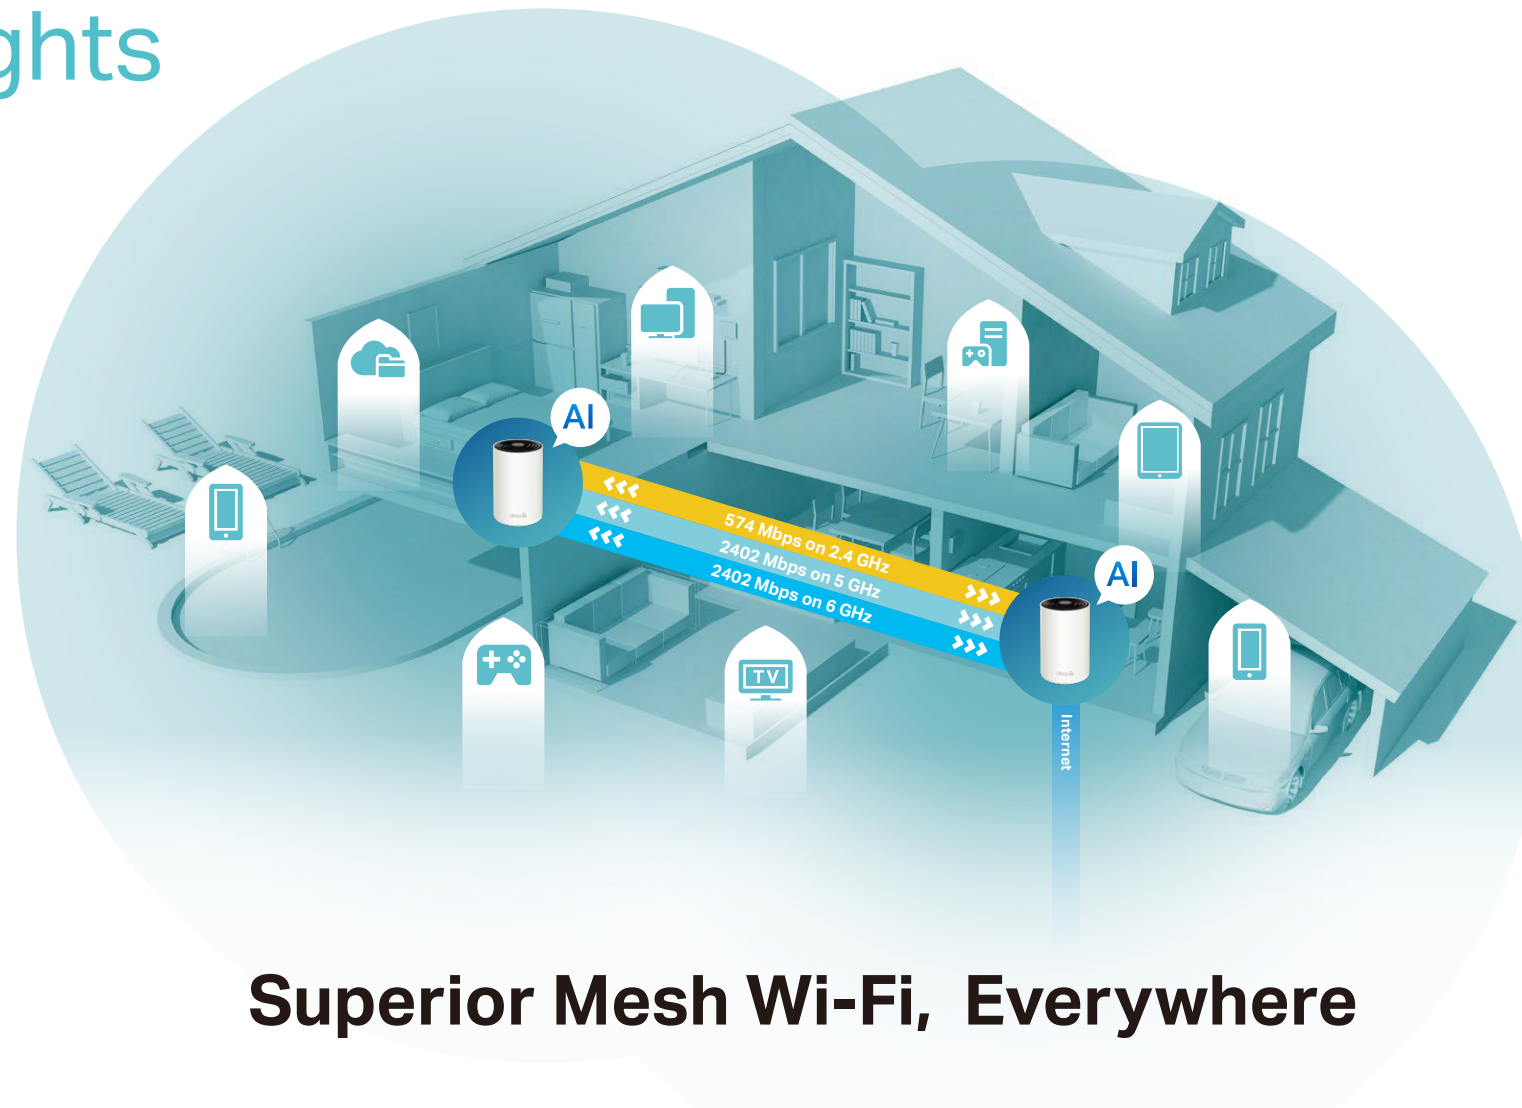 ghts
AI
574 Mbps on 2.4 GHz
2402 Mbps on 5 GHz
2402 Mbps on 6 GHz
AI
TV
Internet
Superior Mesh Wi-Fi, Everywhere